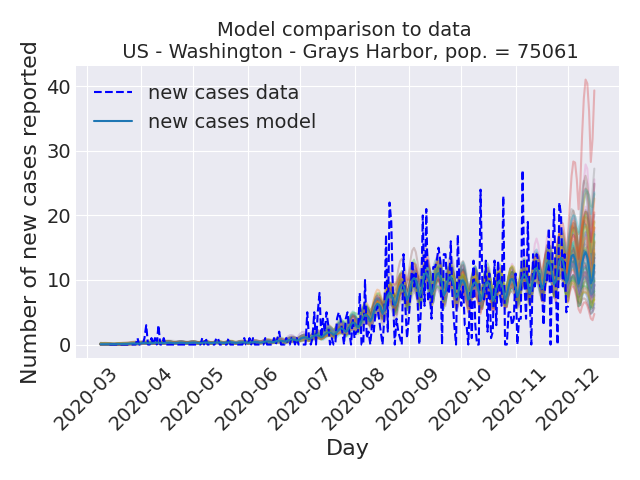 Model comparison to data
US - Washington - Grays Harbor, pop. = 75061
Number of new cases reported
40
30
20
10
0
new cases data
new cases model
2020-03
2020-04
2020-05
2020-06
2020-07
2020-08
2020-09
2020-10
2020-11
2020-12
Day